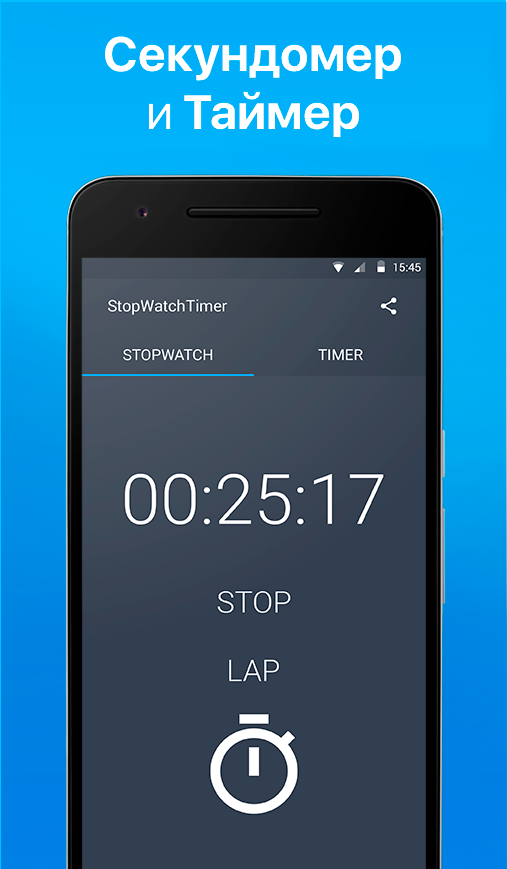 Секундомер
и Таймер
15:45
StopWatchTimer
STOPWATCH TIMER
00:25:17
STOP
LAP